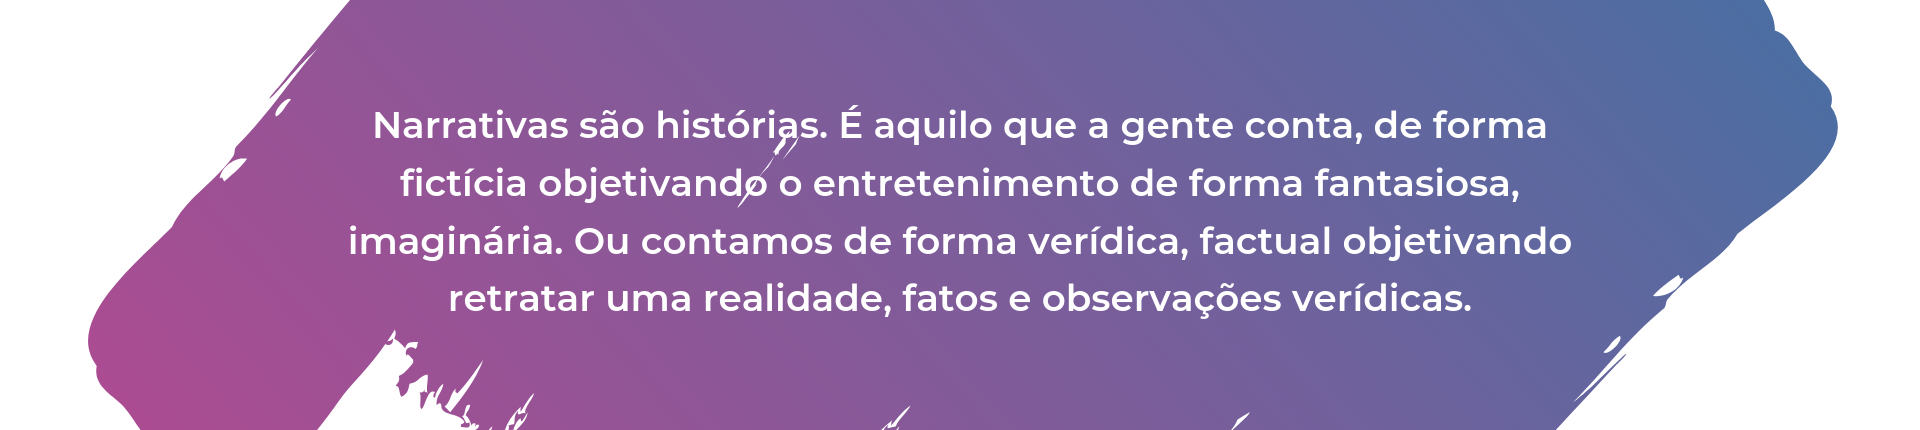 Narrativas são histórias. É aquilo que a gente conta, de forma
fictícia objetivando o entretenimento de forma fantasiosa,
imaginária. Ou contamos de forma verídica, factual objetivando
retratar uma realidade, fatos e observações verídicas.